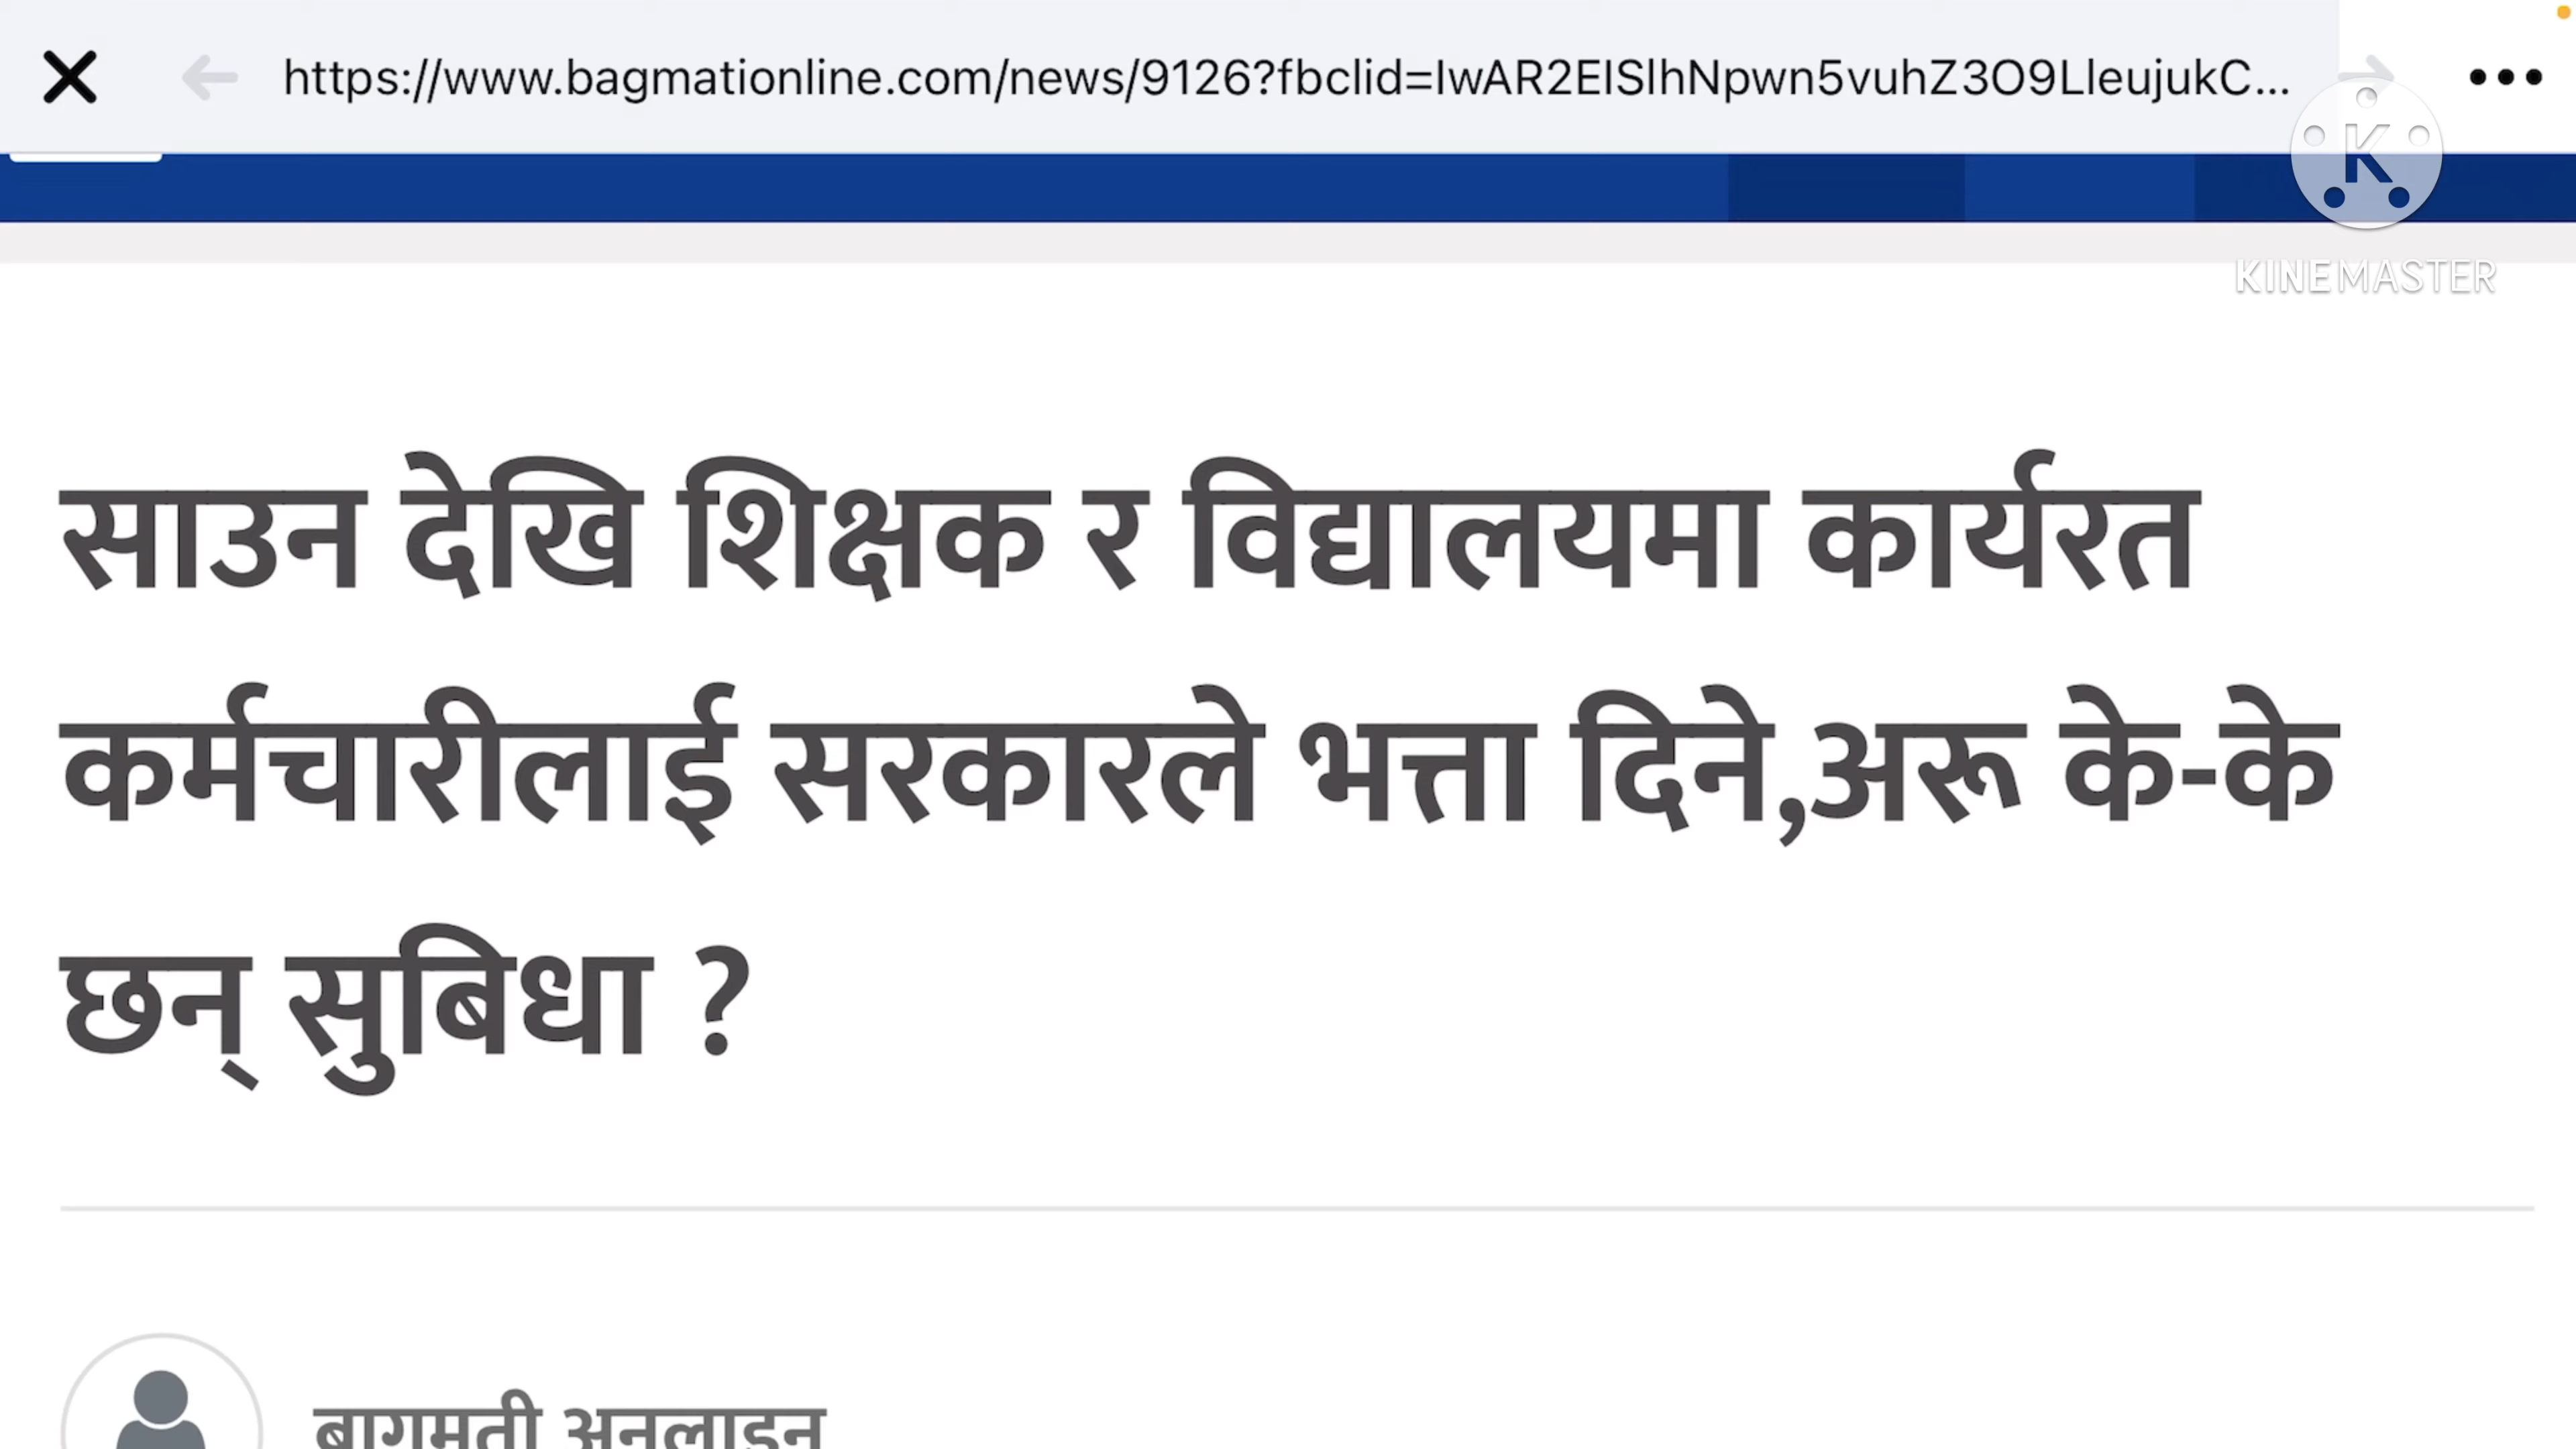 https://www.bagmationline.com/news/9126?fbclid=IwAR2EISlhNpwn5vuhZ3O9LleujukC...
K
KINEMASTER
साउन देखि शिक्षक र विद्यालयमा कार्यरत
कर्मचारीलाई सरकारले भत्ता दिने,अरू के-के
छन् सुबिधा ?
बागमती अनलाइन